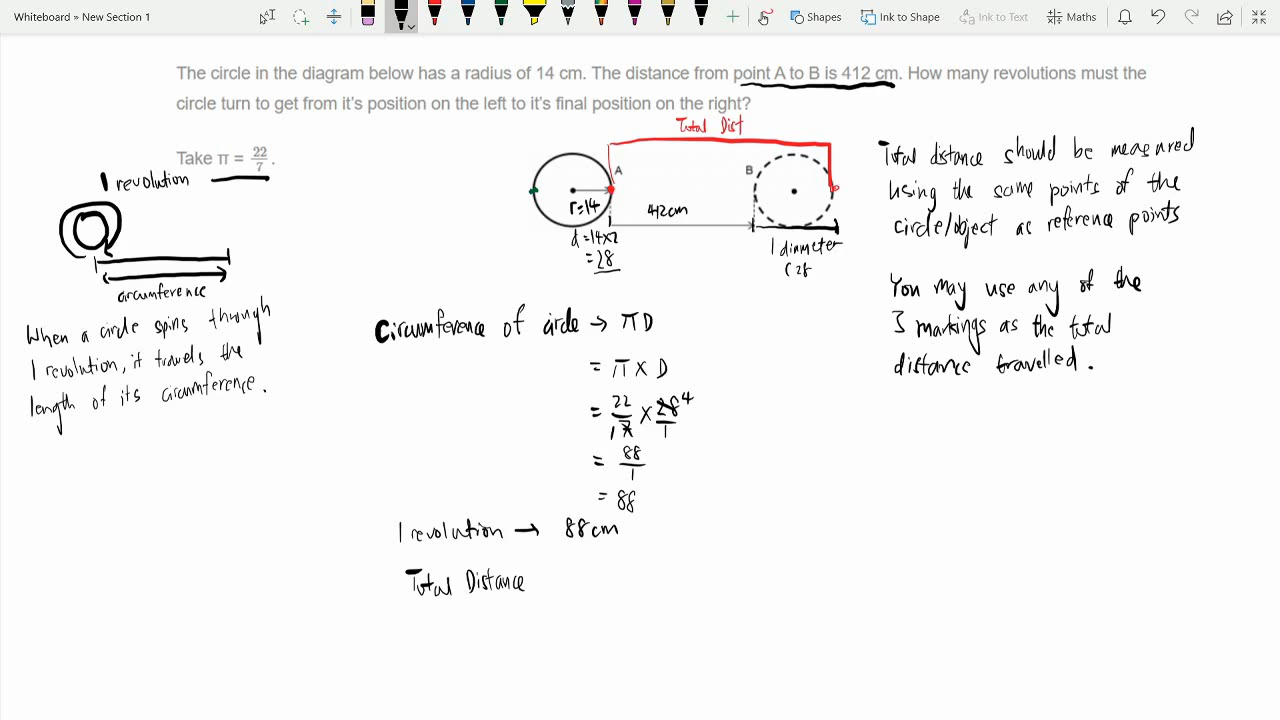 Whiteboard » New Section 1
Shapes
Ink to Shape
Ink to Text
Maths
The circle in the diagram below has a radius of 14 cm. The distance from point A to B is 412 cm. How many revolutions must the
circle turn to get from it's position on the left to it's final position on the right?
Take π = 22/7.
1 revolution
circumference
When a circle spins through
1 revolution, it travels the
length of its circumference.
Total Dist
A
B
r=14
412cm
d=14x2
=28
1 diameter
(28
Total distance should be measured
using the same points of the
circle/object as reference points
You may use any of the
3 markings as the total
distance travelled.
Circumference of circle → πD
= π x D
= 22/7 1 x 28/1 4
= 88/1
= 88
1 revolution → 88cm
Total Distance